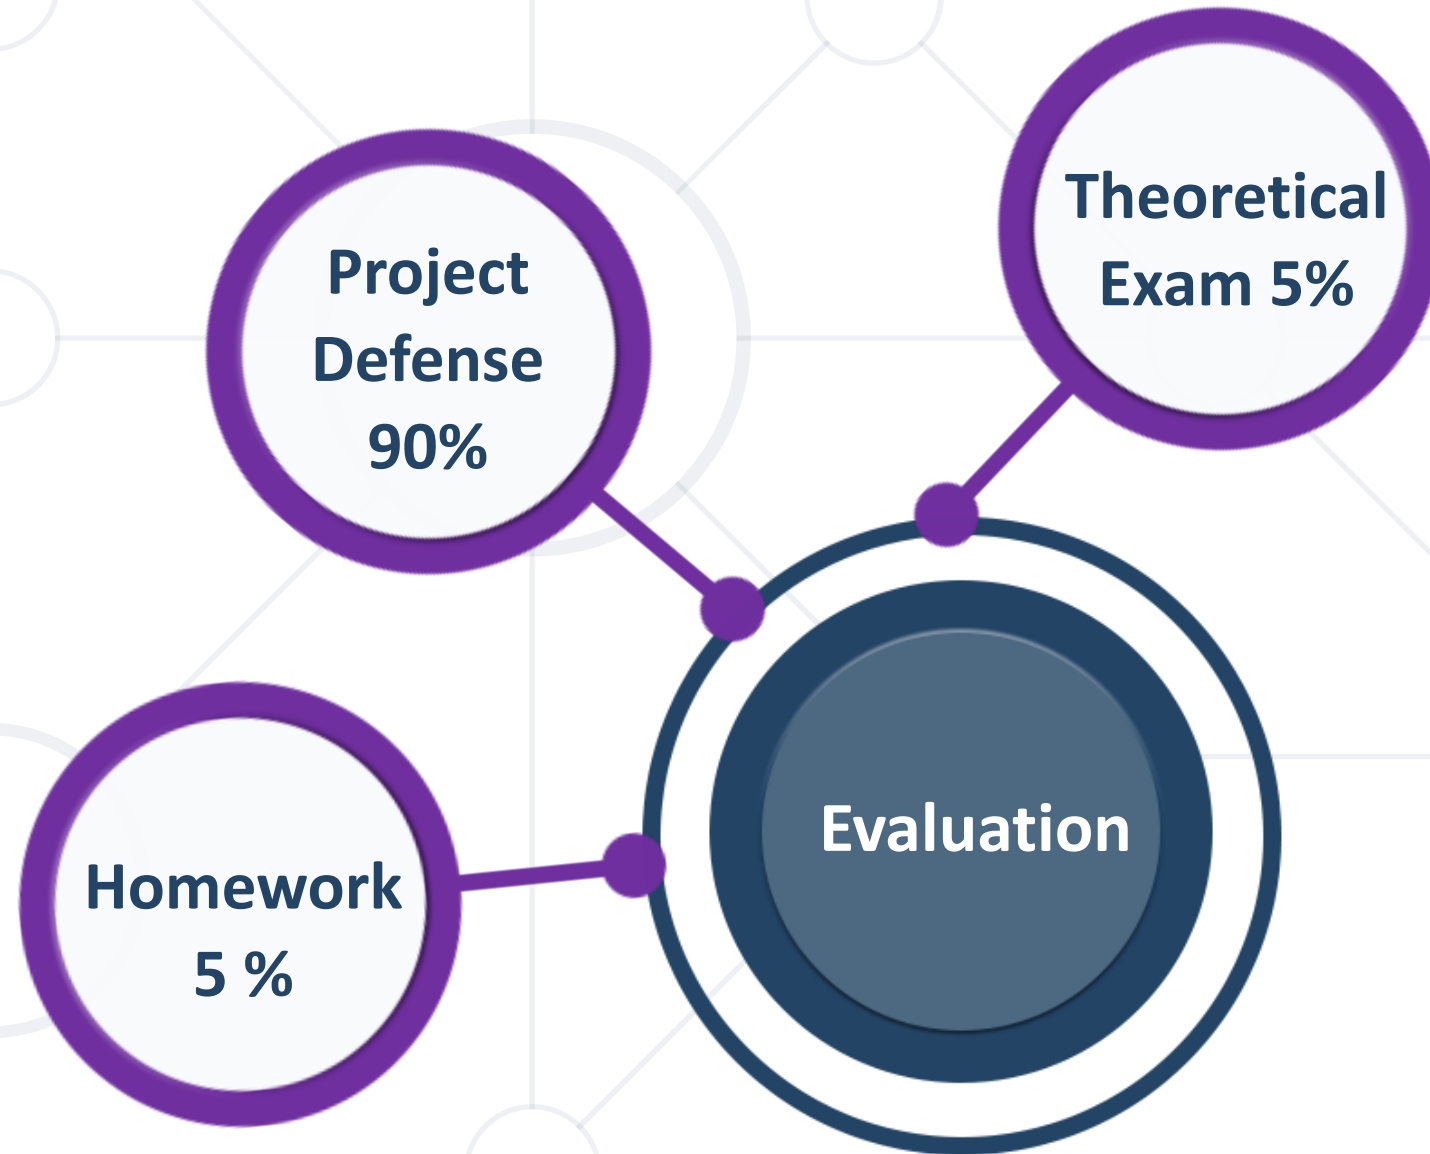 Theoretical
Exam 5%
Project
Defense
90%
Homework
5 %
Evaluation